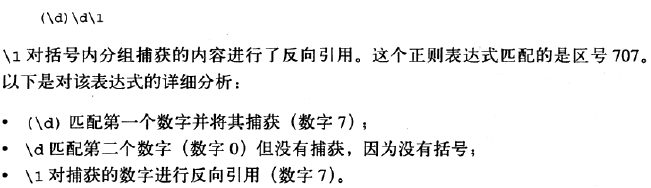 (\d)\d\1
\1 对括号内分组捕获的内容进行了反向引用。这个正则表达式匹配的是区号 707。
以下是对该表达式的详细分析：
• (\d) 匹配第一个数字并将其捕获（数字 7）；
• \d 匹配第二个数字（数字 0）但没有捕获，因为没有括号；
• \1 对捕获的数字进行反向引用（数字 7）。